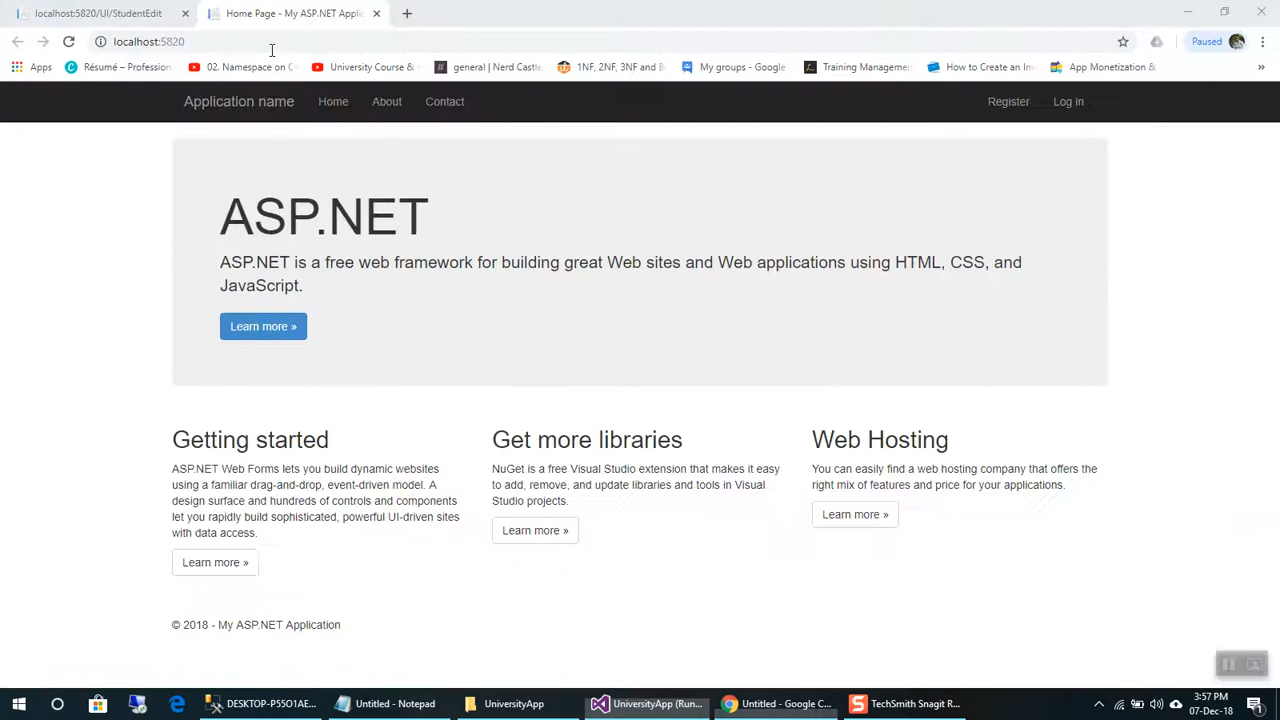 localhost:5820/UI/StudentEdit
Home Page - My ASP.NET Applic
localhost:5820
Paused
Apps
Résumé – Profession
02. Namespace on C
University Course &
general | Nerd Castle
1NF, 2NF, 3NF and B
My groups - Google
Training Managemen
How to Create an In
App Monetization &
»
Application name
Home
About
Contact
Register
Log in
ASP.NET
ASP.NET is a free web framework for building great Web sites and Web applications using HTML, CSS, and
JavaScript.
Learn more »
Getting started
ASP.NET Web Forms lets you build dynamic websites
using a familiar drag-and-drop, event-driven model. A
design surface and hundreds of controls and components
let you rapidly build sophisticated, powerful UI-driven sites
with data access.
Learn more »
Get more libraries
NuGet is a free Visual Studio extension that makes it easy
to add, remove, and update libraries and tools in Visual
Studio projects.
Learn more »
Web Hosting
You can easily find a web hosting company that offers the
right mix of features and price for your applications.
Learn more »
© 2018 - My ASP.NET Application
DESKTOP-P55O1AE...
Untitled - Notepad
UniversityApp
UniversityApp (Run...
Untitled - Google C...
TechSmith Snagit R...
3:57 PM
07-Dec-18